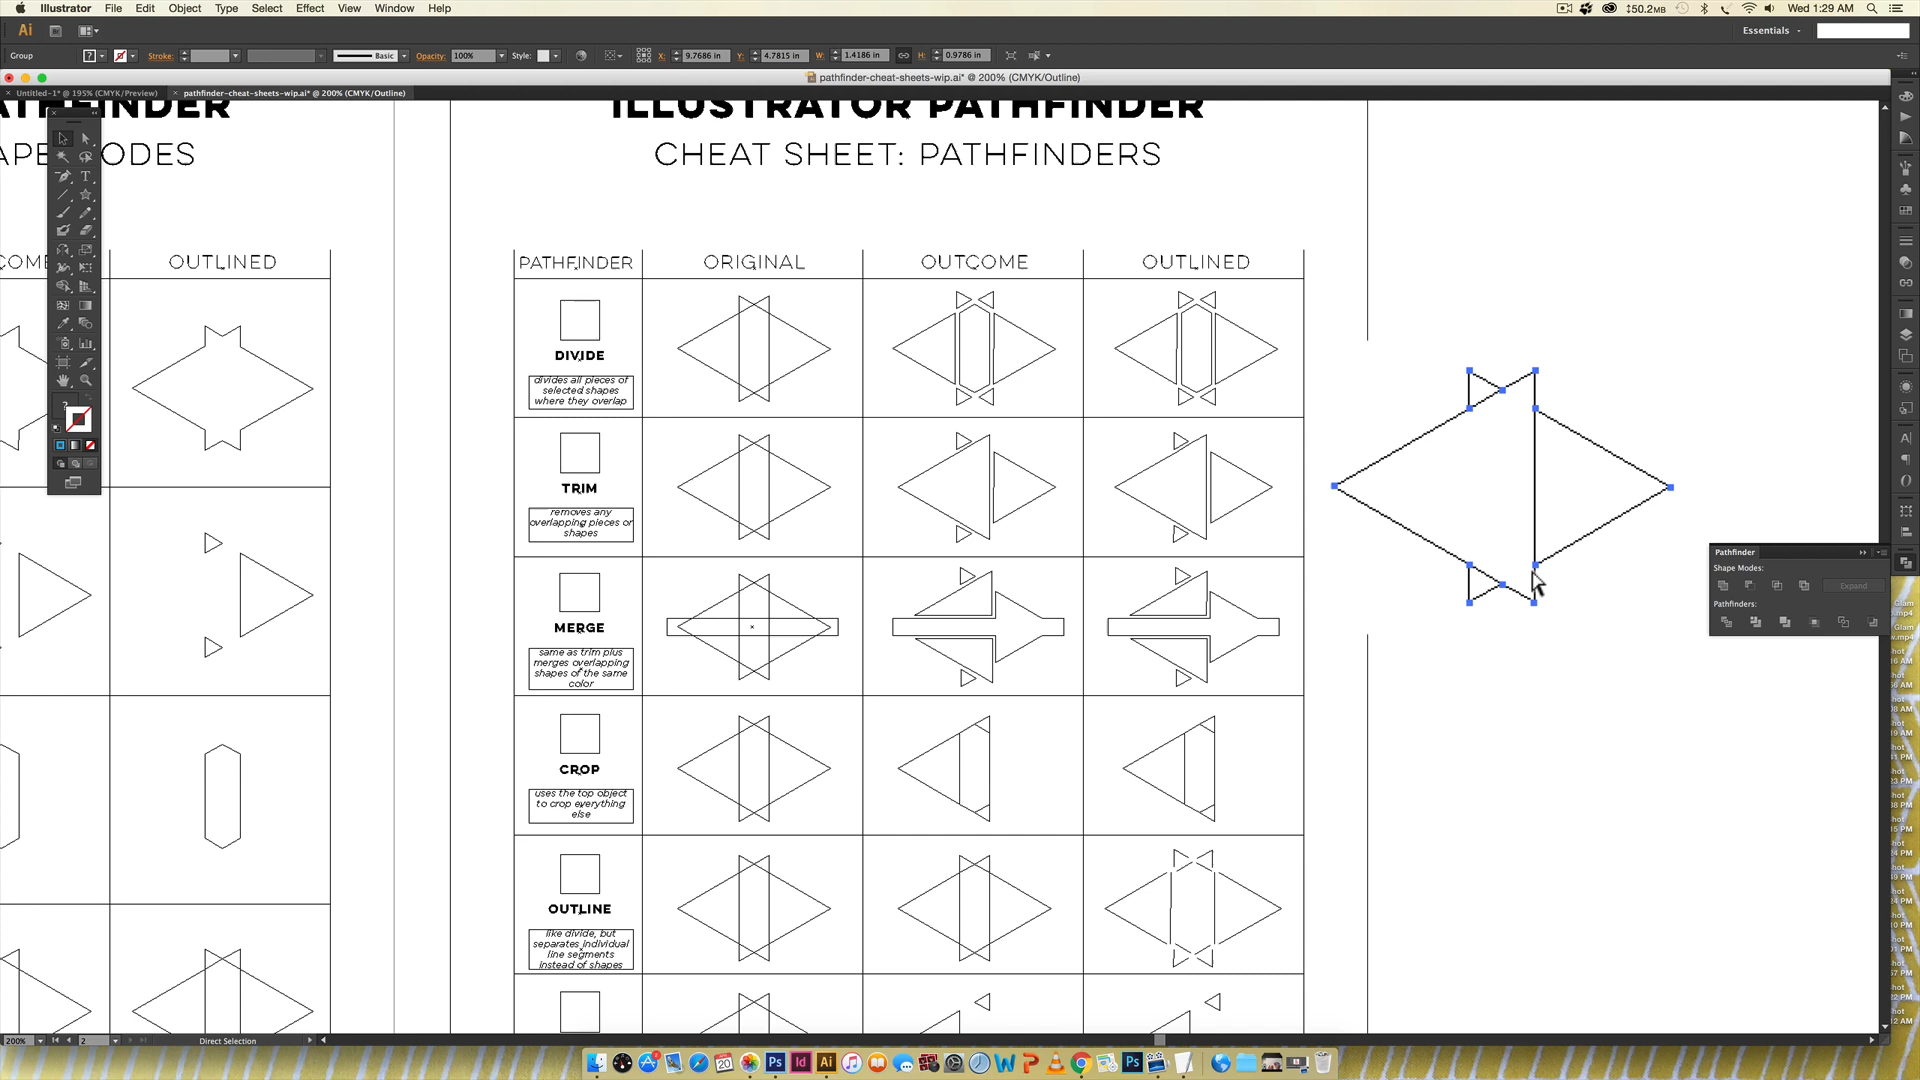 Illustrator File Edit Object Type Select Effect View Window Help
50.2MB Wed 1:29 AM
Ai Essentials
Group Stroke: Basic Opacity: 100% Style: X: 9.7686 in Y: 4.7815 in W: 1.4186 in H: 0.9786 in
pathfinder-cheat-sheets-wip.ai* @ 200% (CMYK/Outline)
Untitled-1* @ 195% (CMYK/Preview) pathfinder-cheat-sheets-wip.ai* @ 200% (CMYK/Outline)
ATHFINDER
ODES
OUTLINED
ILLUSTRATOR PATHFINDER
CHEAT SHEET: PATHFINDERS
PATHFINDER ORIGINAL OUTCOME OUTLINED
DIVIDE
divides all pieces of
selected shapes
where they overlap
TRIM
removes any
overlapping pieces or
shapes
MERGE
same as trim plus
merges overlapping
shapes of the same
color
CROP
uses the top object
to crop everything
else
OUTLINE
like divide, but
separates individual
line segments
instead of shapes
Pathfinder
Shape Modes:
Expand
Pathfinders:
200% 2 Direct Selection